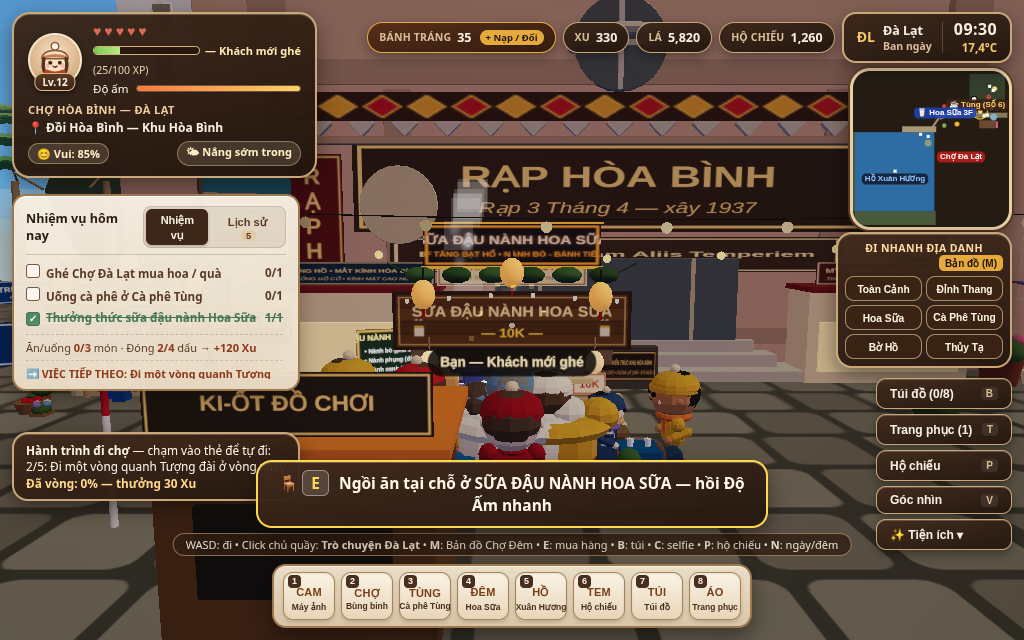 — Khách mới ghé
(25/100 XP)
Lv.12
Độ ấm
CHỢ HÒA BÌNH — ĐÀ LẠT
📍 Đồi Hòa Bình — Khu Hòa Bình
😊 Vui: 85%
🌤 Nắng sớm trong
BÁNH TRÁNG 35 + Nạp / Đổi
XU 330
LÁ 5,820
HỘ CHIẾU 1,260
ĐL Đà Lạt 09:30
Ban ngày 17,4°C
☕ Tùng (Số 6)
🥛 Hoa Sữa 3F
Chợ Đà Lạt
Hồ Xuân Hương
Nhiệm vụ hôm nay
Nhiệm vụ
Lịch sử
5
Ghé Chợ Đà Lạt mua hoa / quà 0/1
Uống cà phê ở Cà phê Tùng 0/1
Thưởng thức sữa đậu nành Hoa Sữa 1/1
Ăn/uống 0/3 món · Đóng 2/4 dấu → +120 Xu
➡️ VIỆC TIẾP THEO: Đi một vòng quanh Tượng
RẠP
RẠP HÒA BÌNH
Rạp 3 Tháng 4 — xây 1937
m Aliis Temperiem
ỮA ĐẬU NÀNH HOA SỮ
SỮA ĐẬU NÀNH HOA SỮA
— 10K —
Bạn — Khách mới ghé
10K
KI-ỐT ĐỒ CHƠI
ĐI NHANH ĐỊA DANH
Bản đồ (M)
Toàn Cảnh
Đỉnh Thang
Hoa Sữa
Cà Phê Tùng
Bờ Hồ
Thủy Tạ
Túi đồ (0/8) B
Trang phục (1) T
Hộ chiếu P
Góc nhìn V
✨ Tiện ích ▾
Hành trình đi chợ — chạm vào thẻ để tự đi:
2/5: Đi một vòng quanh Tượng đài ở vòng
Đã vòng: 0% — thưởng 30 Xu
🪑 E Ngồi ăn tại chỗ ở SỮA ĐẬU NÀNH HOA SỮA — hồi Độ
Ấm nhanh
WASD: đi • Click chủ quầy: Trò chuyện Đà Lạt • M: Bản đồ Chợ Đêm • E: mua hàng • B: túi • C: selfie • P: hộ chiếu • N: ngày/đêm
1 CAM
Máy ảnh
2 CHỢ
Bùng binh
3 TÙNG
Cà phê Tùng
4 ĐÊM
Hoa Sữa
5 HỒ
Xuân Hương
6 TEM
Hộ chiếu
7 TÚI
Túi đồ
8 ÁO
Trang phục